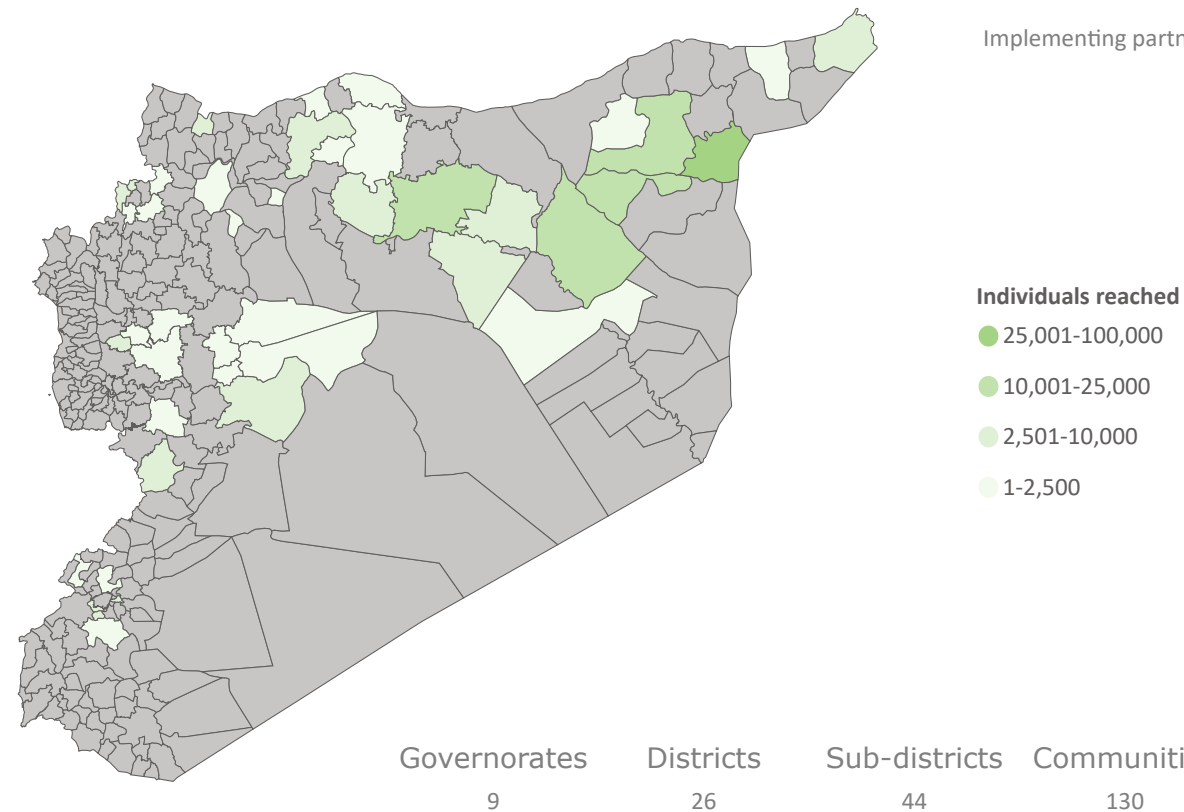 Implementing partn
Individuals reached
25,001-100,000
10,001-25,000
2,501-10,000
1-2,500
Governorates Districts Sub-districts Communiti
9 26 44 130